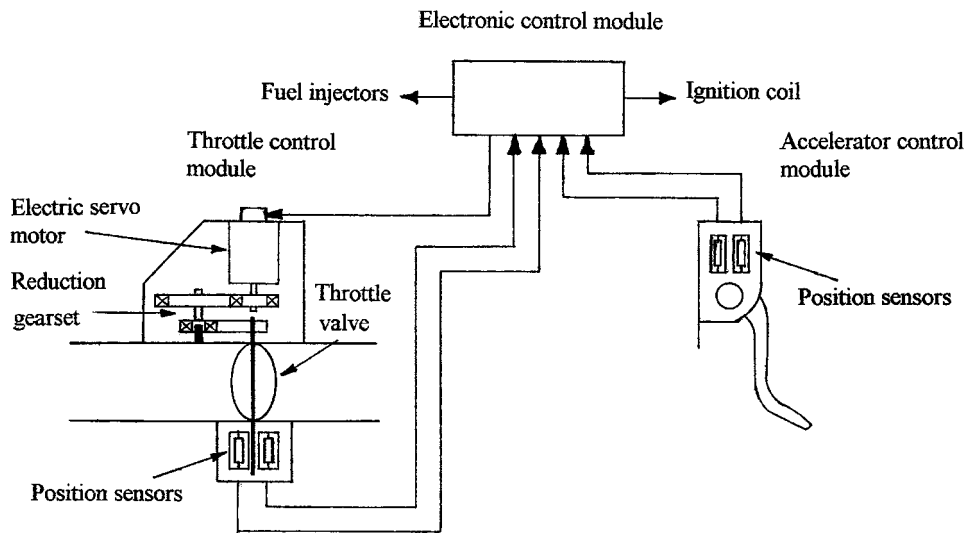 Electronic control module
Fuel injectors
Ignition coil
Throttle control
module
Accelerator control
module
Electric servo
motor
Reduction
gearset
Throttle
valve
Position sensors
Position sensors